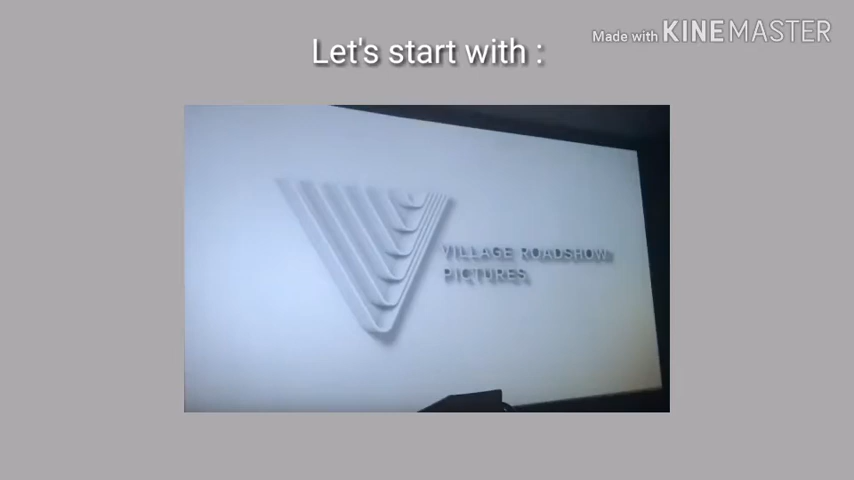 Let's start with :
Made with KINEMASTER
VILLAGE ROADSHOW
PICTURES